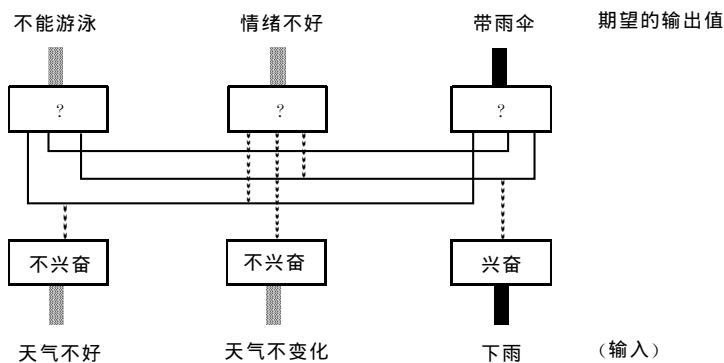 不能游泳 情绪不好 带雨伞 期望的输出值
? ? ?
不兴奋 不兴奋 兴奋
天气不好 天气不变化 下雨 (输入)